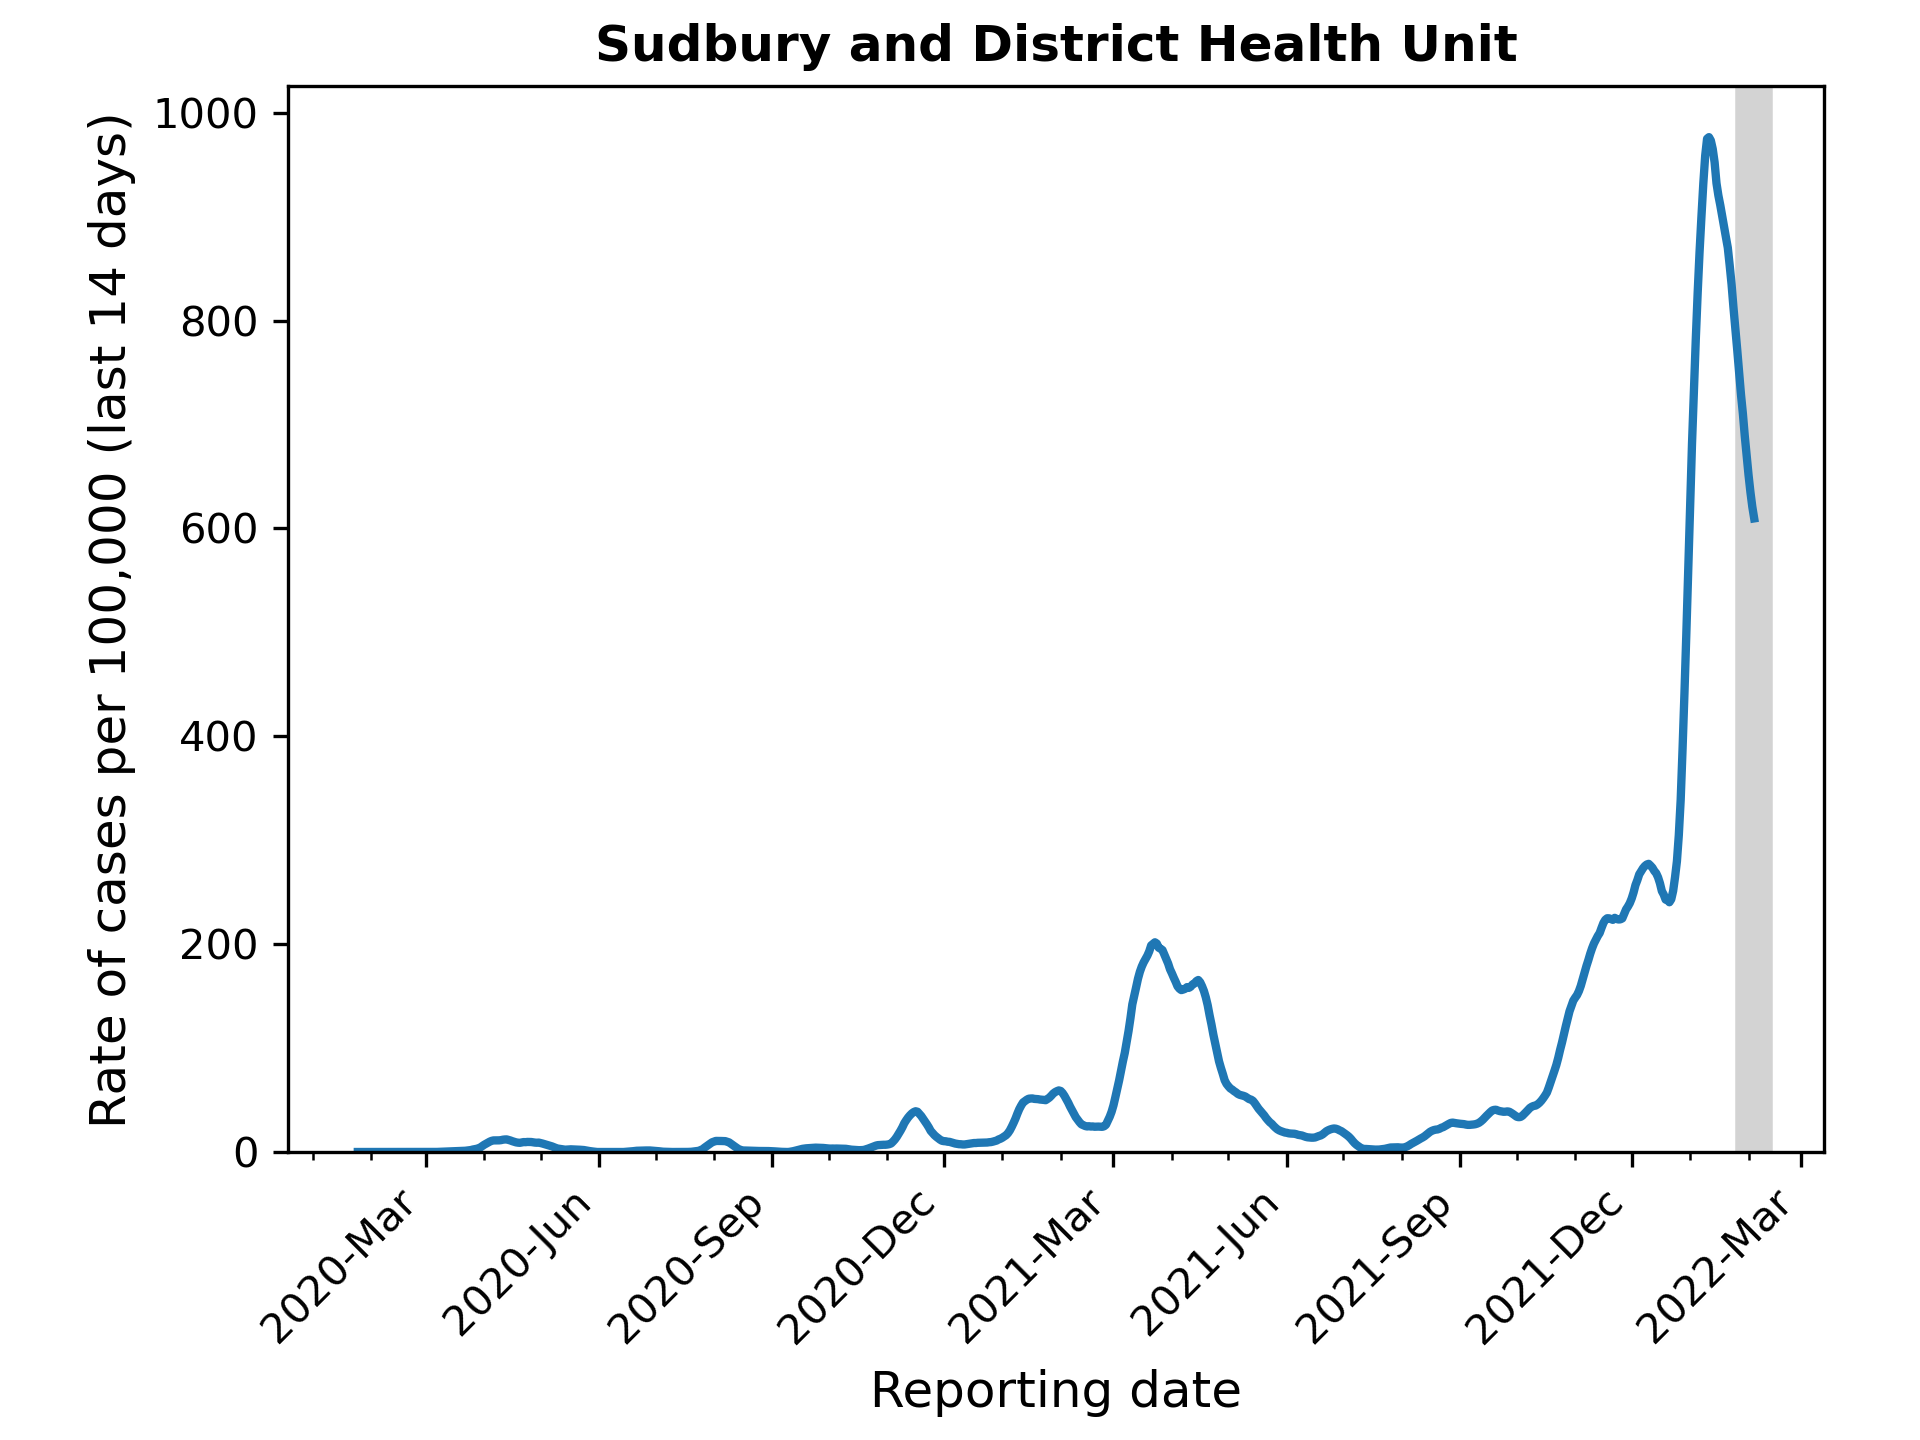 Sudbury and District Health Unit
Rate of cases per 100,000 (last 14 days)
1000
800
600
400
200
0
2020-Mar
2020-Jun
2020-Sep
2020-Dec
2021-Mar
2021-Jun
2021-Sep
2021-Dec
2022-Mar
Reporting date